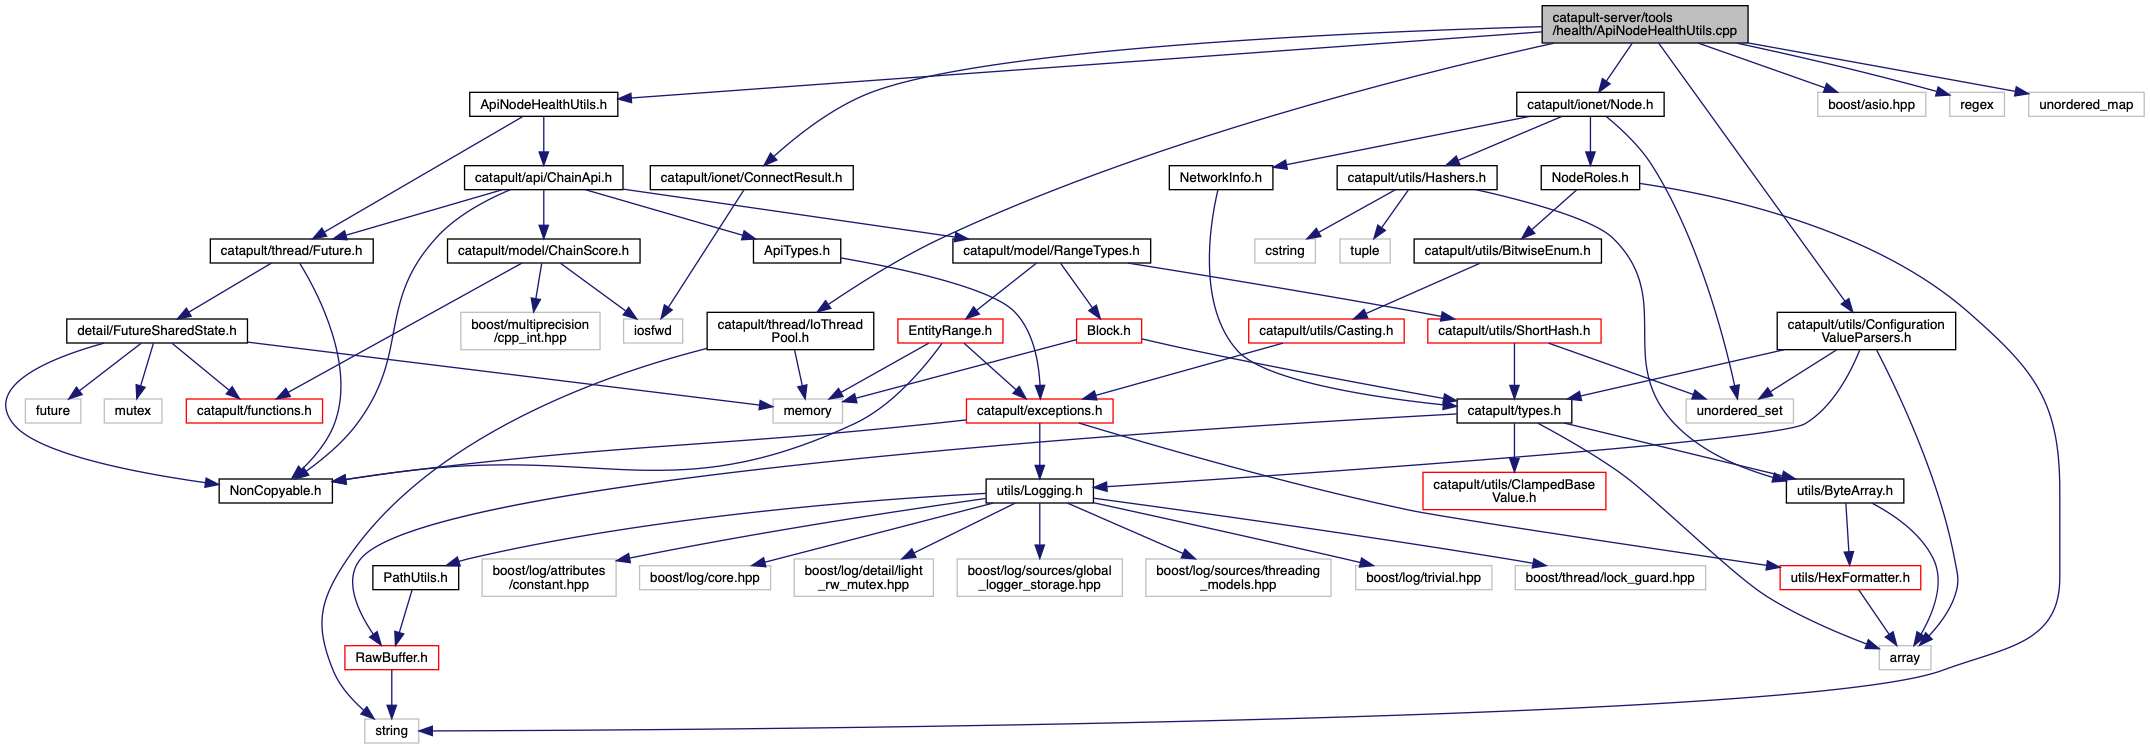 catapult-server/tools
/health/ApiNodeHealthUtils.cpp
ApiNodeHealthUtils.h
catapult/ionet/Node.h
boost/asio.hpp
regex
unordered_map
catapult/api/ChainApi.h
catapult/ionet/ConnectResult.h
NetworkInfo.h
catapult/utils/Hashers.h
NodeRoles.h
catapult/thread/Future.h
catapult/model/ChainScore.h
ApiTypes.h
catapult/model/RangeTypes.h
cstring
tuple
catapult/utils/BitwiseEnum.h
detail/FutureSharedState.h
boost/multiprecision
/cpp_int.hpp
iosfwd
catapult/thread/IoThread
Pool.h
EntityRange.h
Block.h
catapult/utils/Casting.h
catapult/utils/ShortHash.h
catapult/utils/Configuration
ValueParsers.h
future
mutex
catapult/functions.h
memory
catapult/exceptions.h
catapult/types.h
unordered_set
NonCopyable.h
utils/Logging.h
catapult/utils/ClampedBase
Value.h
utils/ByteArray.h
PathUtils.h
boost/log/attributes
/constant.hpp
boost/log/core.hpp
boost/log/detail/light
_rw_mutex.hpp
boost/log/sources/global
_logger_storage.hpp
boost/log/sources/threading
_models.hpp
boost/log/trivial.hpp
boost/thread/lock_guard.hpp
utils/HexFormatter.h
RawBuffer.h
array
string